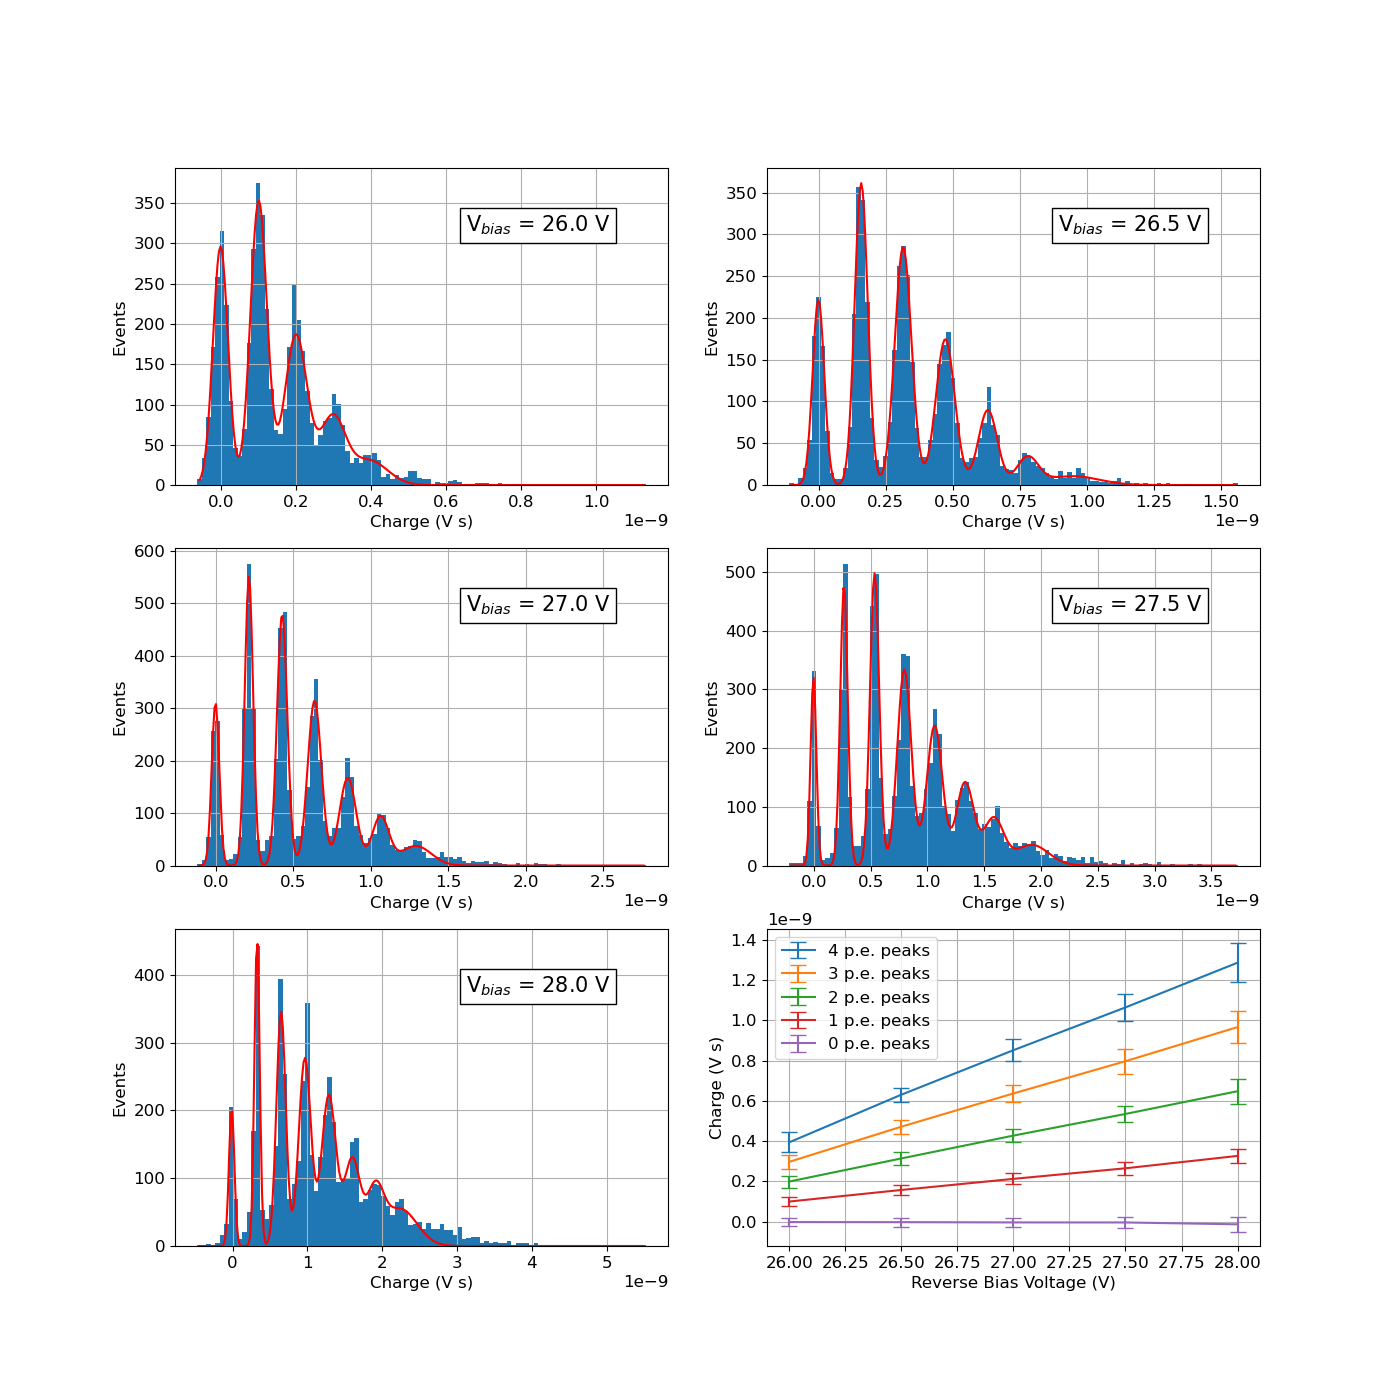 V_bias = 26.0 V
Events
350
300
250
200
150
100
50
0
0.0 0.2 0.4 0.6 0.8 1.0
Charge (V s)
1e−9
V_bias = 26.5 V
Events
350
300
250
200
150
100
50
0
0.00 0.25 0.50 0.75 1.00 1.25 1.50
Charge (V s)
1e−9
V_bias = 27.0 V
Events
600
500
400
300
200
100
0
0.0 0.5 1.0 1.5 2.0 2.5
Charge (V s)
1e−9
V_bias = 27.5 V
Events
500
400
300
200
100
0
0.0 0.5 1.0 1.5 2.0 2.5 3.0 3.5
Charge (V s)
1e−9
V_bias = 28.0 V
Events
400
300
200
100
0
0 1 2 3 4 5
Charge (V s)
1e−9
1e−9
4 p.e. peaks
3 p.e. peaks
2 p.e. peaks
1 p.e. peaks
0 p.e. peaks
Charge (V s)
1.4
1.2
1.0
0.8
0.6
0.4
0.2
0.0
26.00 26.25 26.50 26.75 27.00 27.25 27.50 27.75 28.00
Reverse Bias Voltage (V)